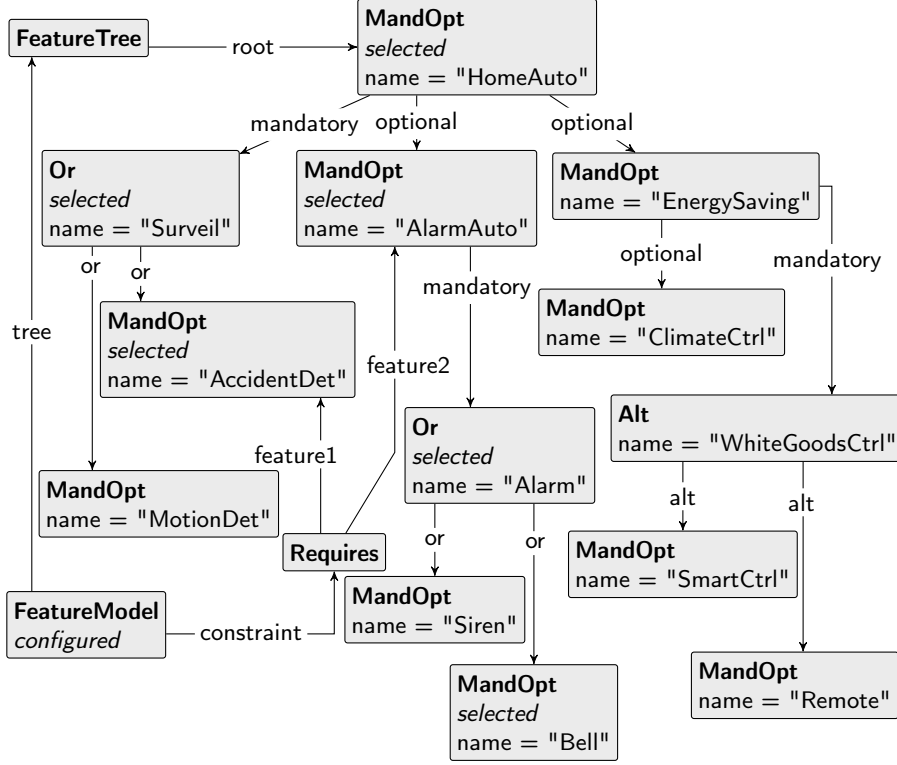 FeatureTree
root
MandOpt
selected
name = "HomeAuto"
mandatory
optional
optional
Or
selected
name = "Surveil"
MandOpt
selected
name = "AlarmAuto"
MandOpt
name = "EnergySaving"
or
or
mandatory
optional
mandatory
MandOpt
selected
name = "AccidentDet"
MandOpt
name = "ClimateCtrl"
tree
feature2
feature1
Or
selected
name = "Alarm"
Alt
name = "WhiteGoodsCtrl"
MandOpt
name = "MotionDet"
alt
alt
Requires
or
or
MandOpt
name = "SmartCtrl"
FeatureModel
configured
constraint
MandOpt
name = "Siren"
MandOpt
selected
name = "Bell"
MandOpt
name = "Remote"